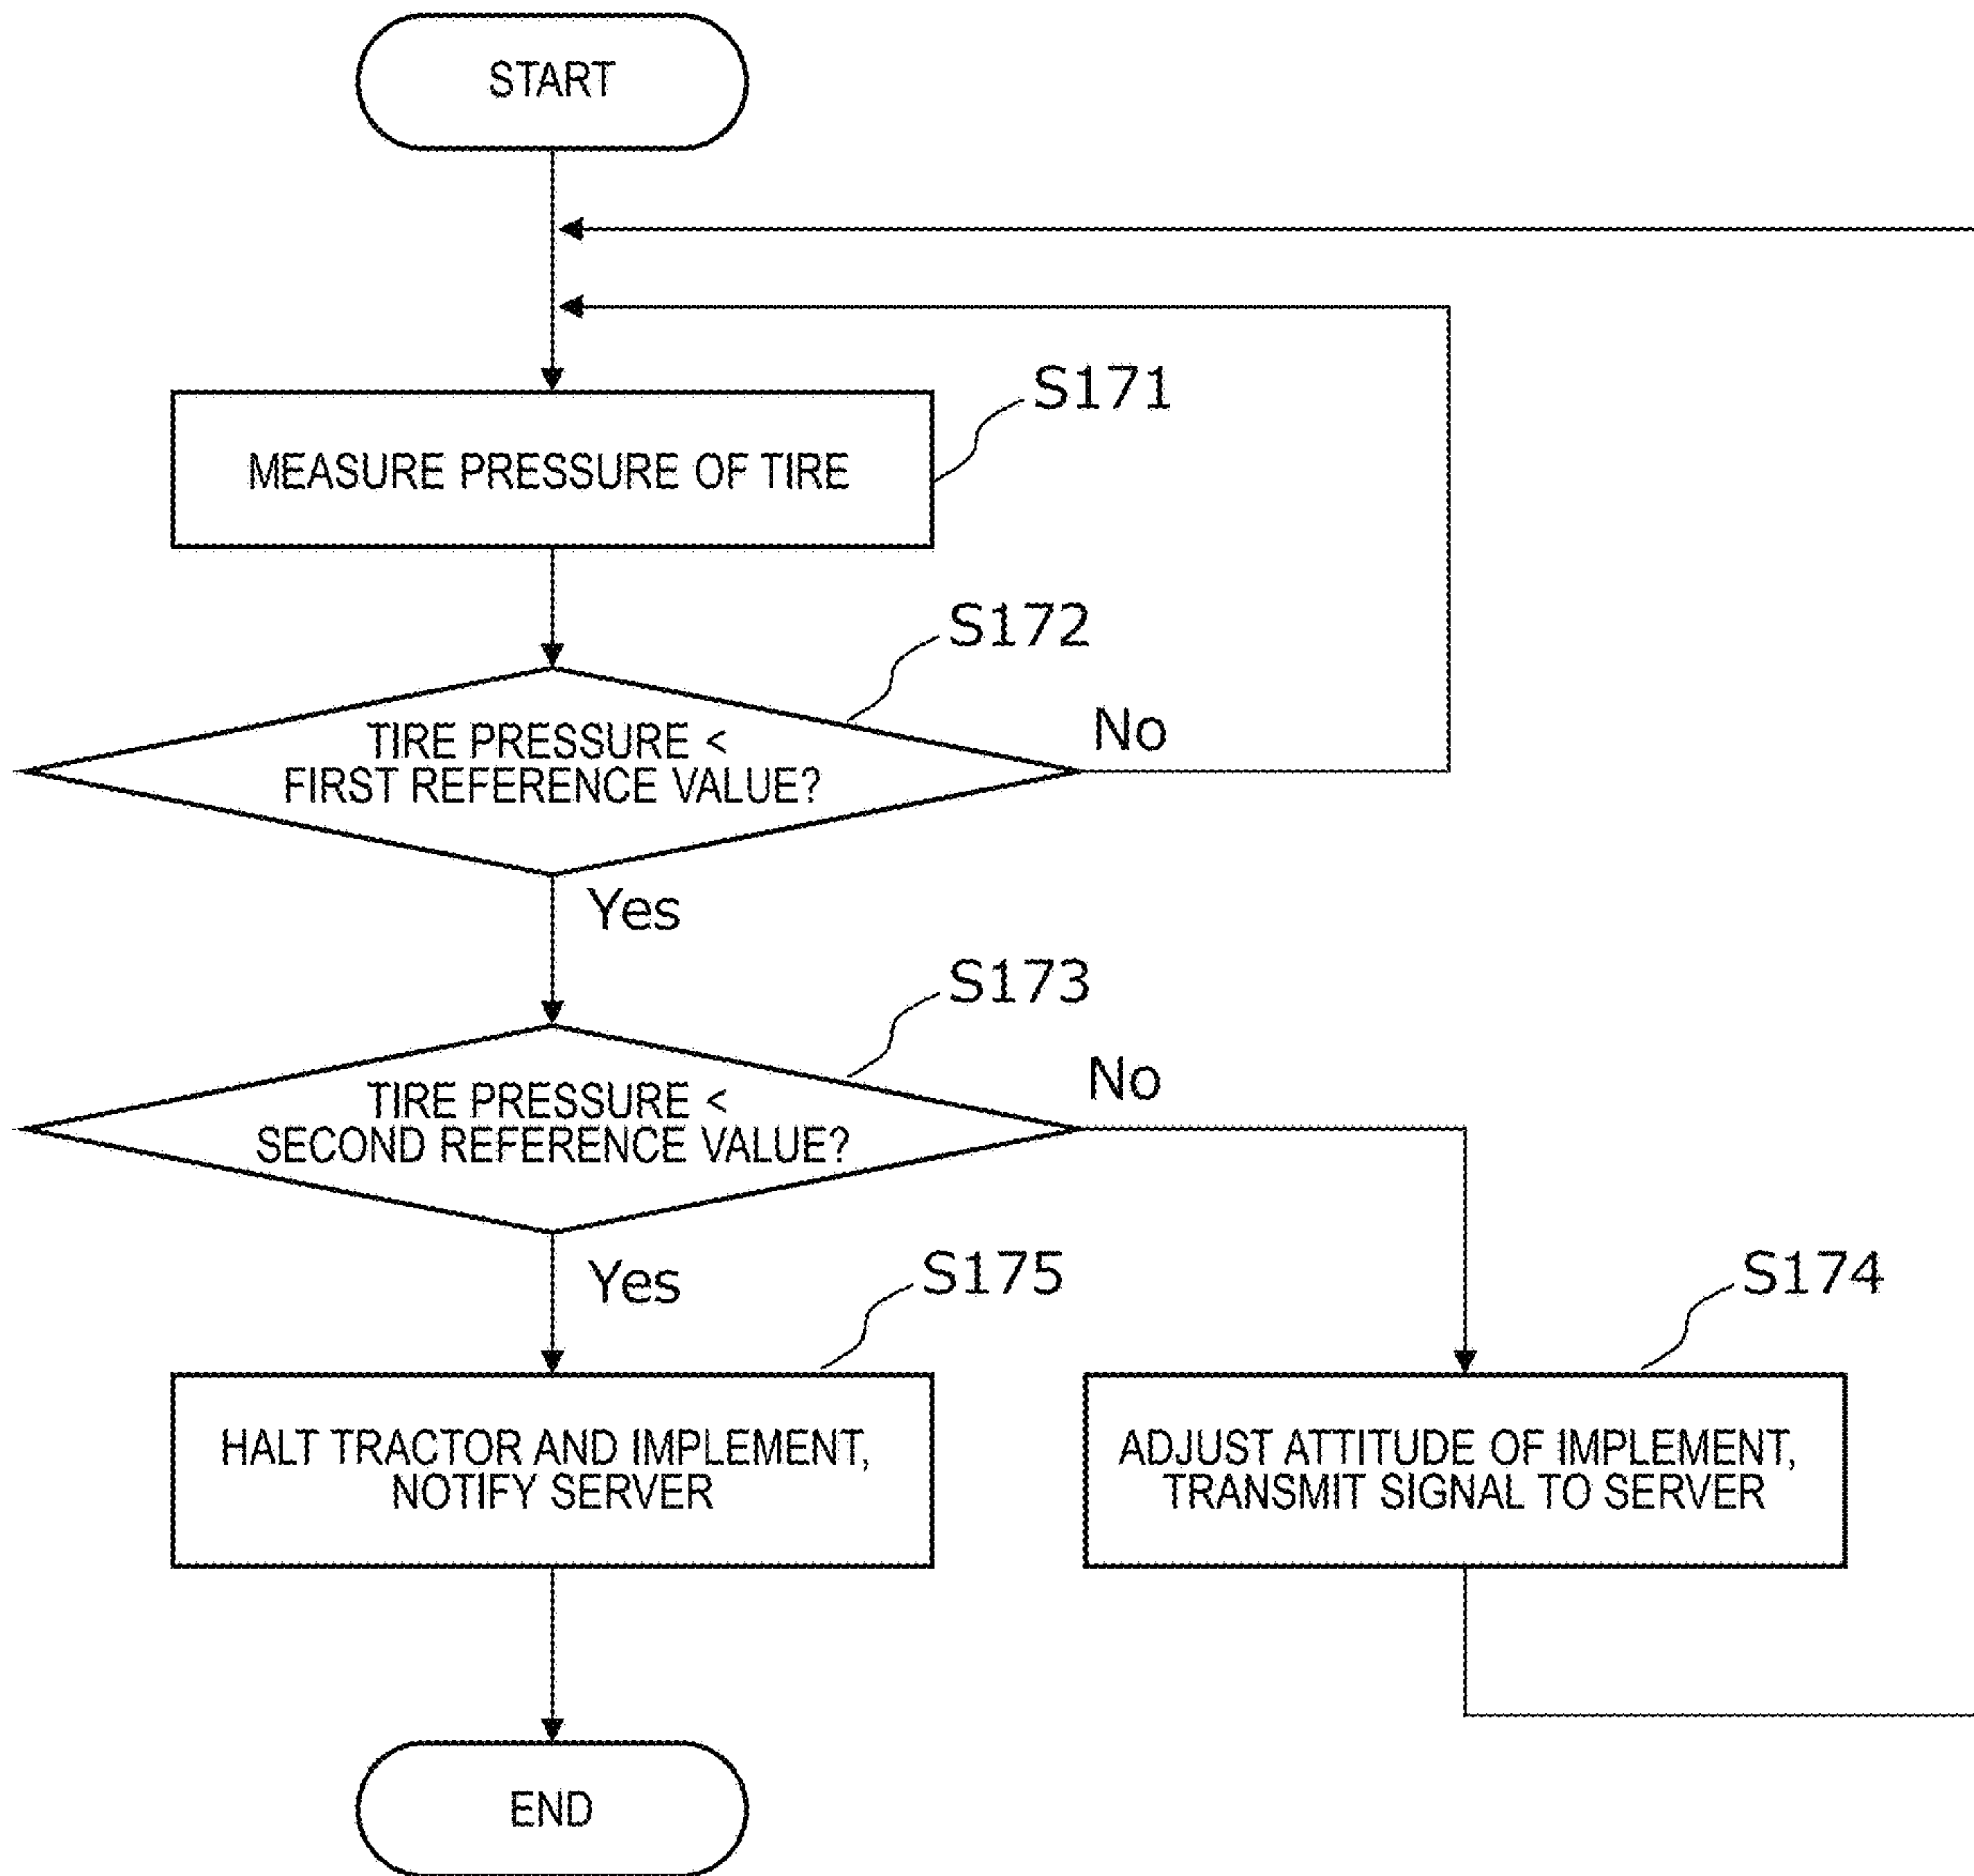 START
S171
MEASURE PRESSURE OF TIRE
S172
TIRE PRESSURE <
FIRST REFERENCE VALUE?
No
Yes
S173
TIRE PRESSURE <
SECOND REFERENCE VALUE?
No
Yes
S175
S174
HALT TRACTOR AND IMPLEMENT,
NOTIFY SERVER
ADJUST ATTITUDE OF IMPLEMENT,
TRANSMIT SIGNAL TO SERVER
END